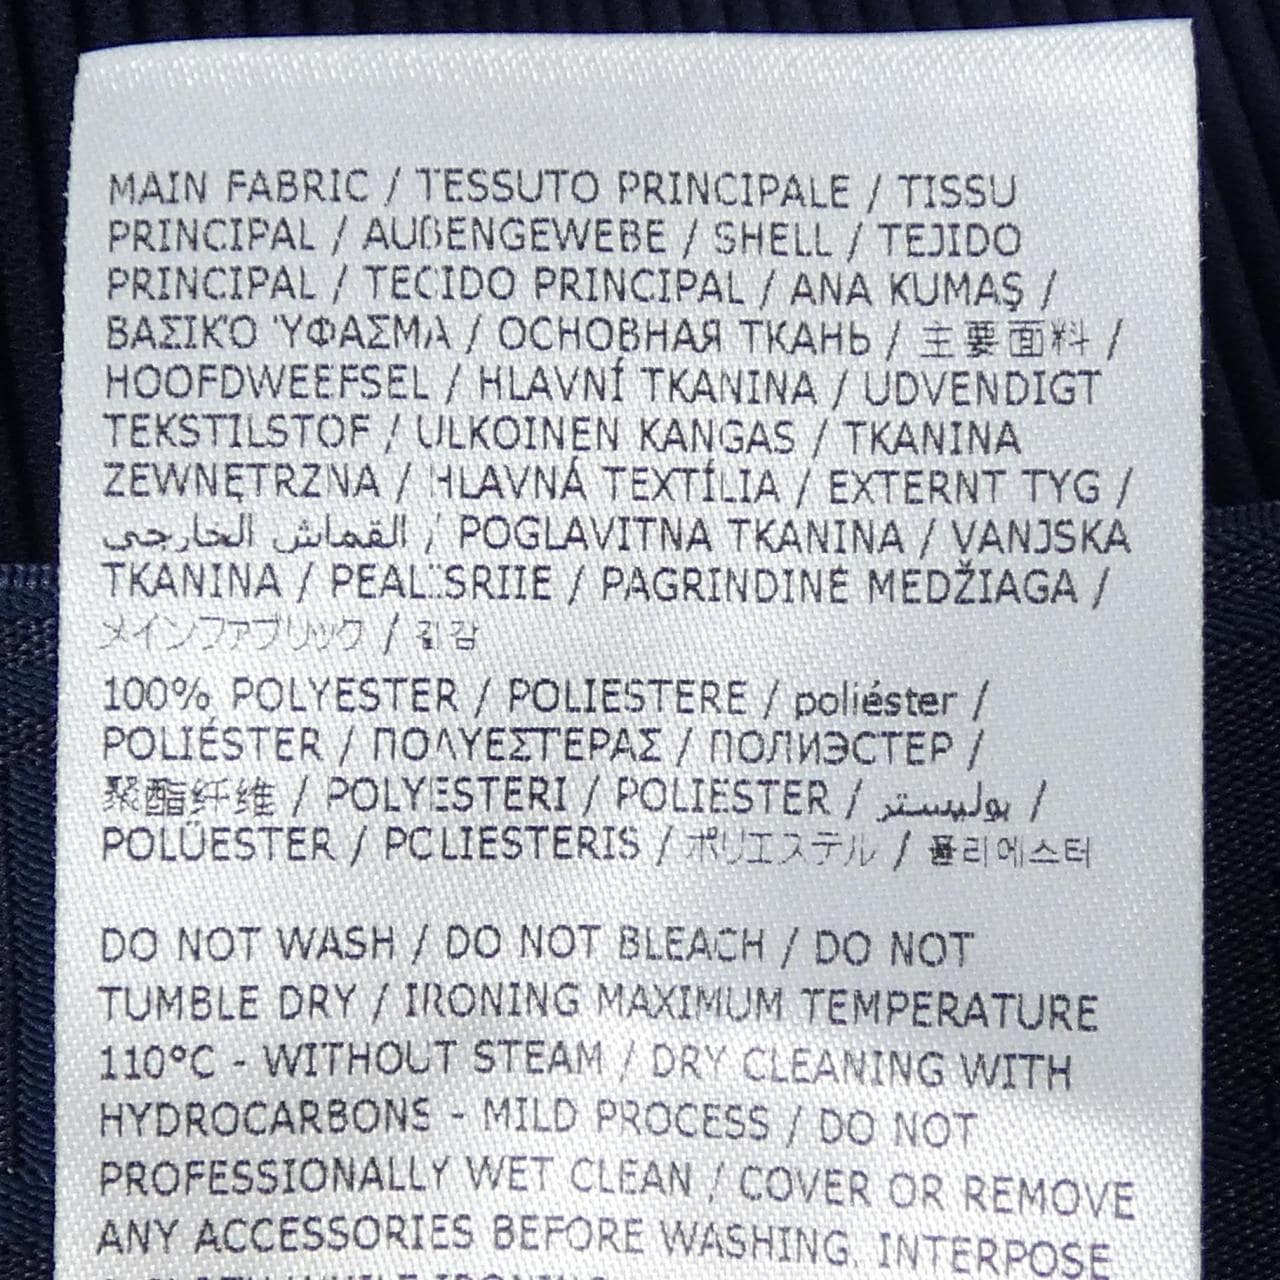 MAIN FABRIC / TESSUTO PRINCIPALE / TISSU
PRINCIPAL / AUßENGEWEBE / SHELL / TEJIDO
PRINCIPAL / TECIDO PRINCIPAL / ANA KUMAŞ /
ΒΑΣΙΚΌ ΎΦΑΣΜΑ / ОСНОВНАЯ ТКАНЬ / 主要面料 /
HOOFDWEEFSEL / HLAVNÍ TKANINA / UDVENDIGT
TEKSTILSTOF / ULKOINEN KANGAS / TKANINA
ZEWNĘTRZNA / HLAVNÁ TEXTÍLIA / EXTERNT TYG /
القماش الخارجي / POGLAVITNA TKANINA / VANJSKA
TKANINA / PEALÜSRIIE / PAGRINDINĖ MEDŽIAGA /
メインファブリック / 겉감
100% POLYESTER / POLIESTERE / poliéster /
POLIÉSTER / ΠΟΛΥΕΣΤΕΡΑΣ / ПОЛИЭСТЕР /
聚酯纤维 / POLYESTERI / POLIESTER / بوليستر /
POLÜESTER / POLIESTERIS / ポリエステル / 폴리에스터
DO NOT WASH / DO NOT BLEACH / DO NOT
TUMBLE DRY / IRONING MAXIMUM TEMPERATURE
110°C - WITHOUT STEAM / DRY CLEANING WITH
HYDROCARBONS - MILD PROCESS / DO NOT
PROFESSIONALLY WET CLEAN / COVER OR REMOVE
ANY ACCESSORIES BEFORE WASHING, INTERPOSE